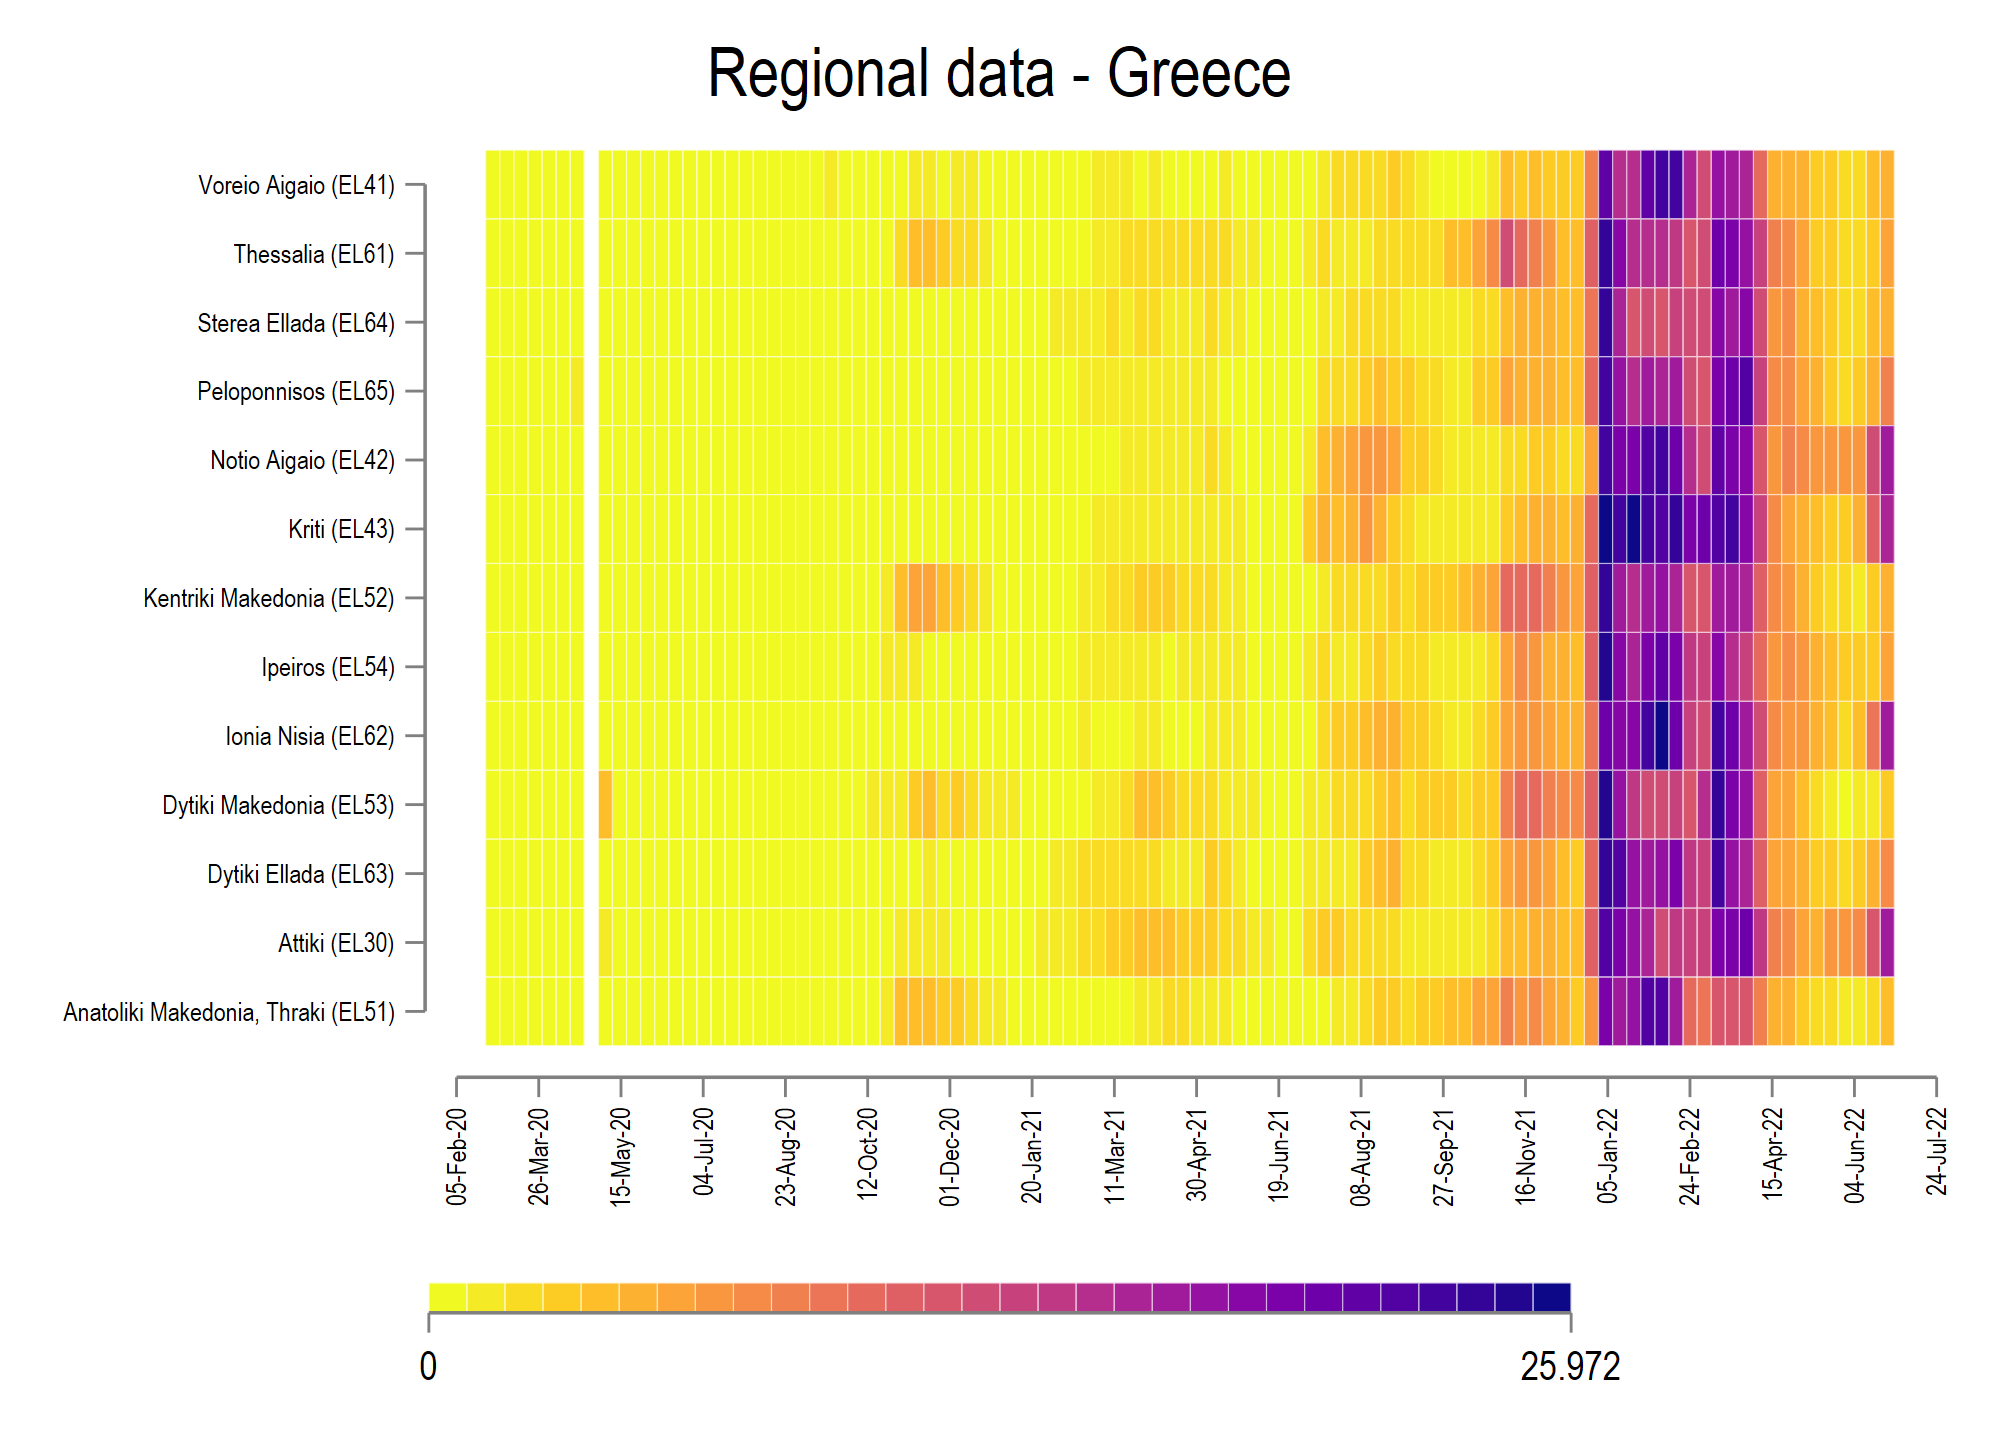 Regional data - Greece
Voreio Aigaio (EL41)
Thessalia (EL61)
Sterea Ellada (EL64)
Peloponnisos (EL65)
Notio Aigaio (EL42)
Kriti (EL43)
Kentriki Makedonia (EL52)
Ipeiros (EL54)
Ionia Nisia (EL62)
Dytiki Makedonia (EL53)
Dytiki Ellada (EL63)
Attiki (EL30)
Anatoliki Makedonia, Thraki (EL51)
05-Feb-20
26-Mar-20
15-May-20
04-Jul-20
23-Aug-20
12-Oct-20
01-Dec-20
20-Jan-21
11-Mar-21
30-Apr-21
19-Jun-21
08-Aug-21
27-Sep-21
16-Nov-21
05-Jan-22
24-Feb-22
15-Apr-22
04-Jun-22
24-Jul-22
0
25.972